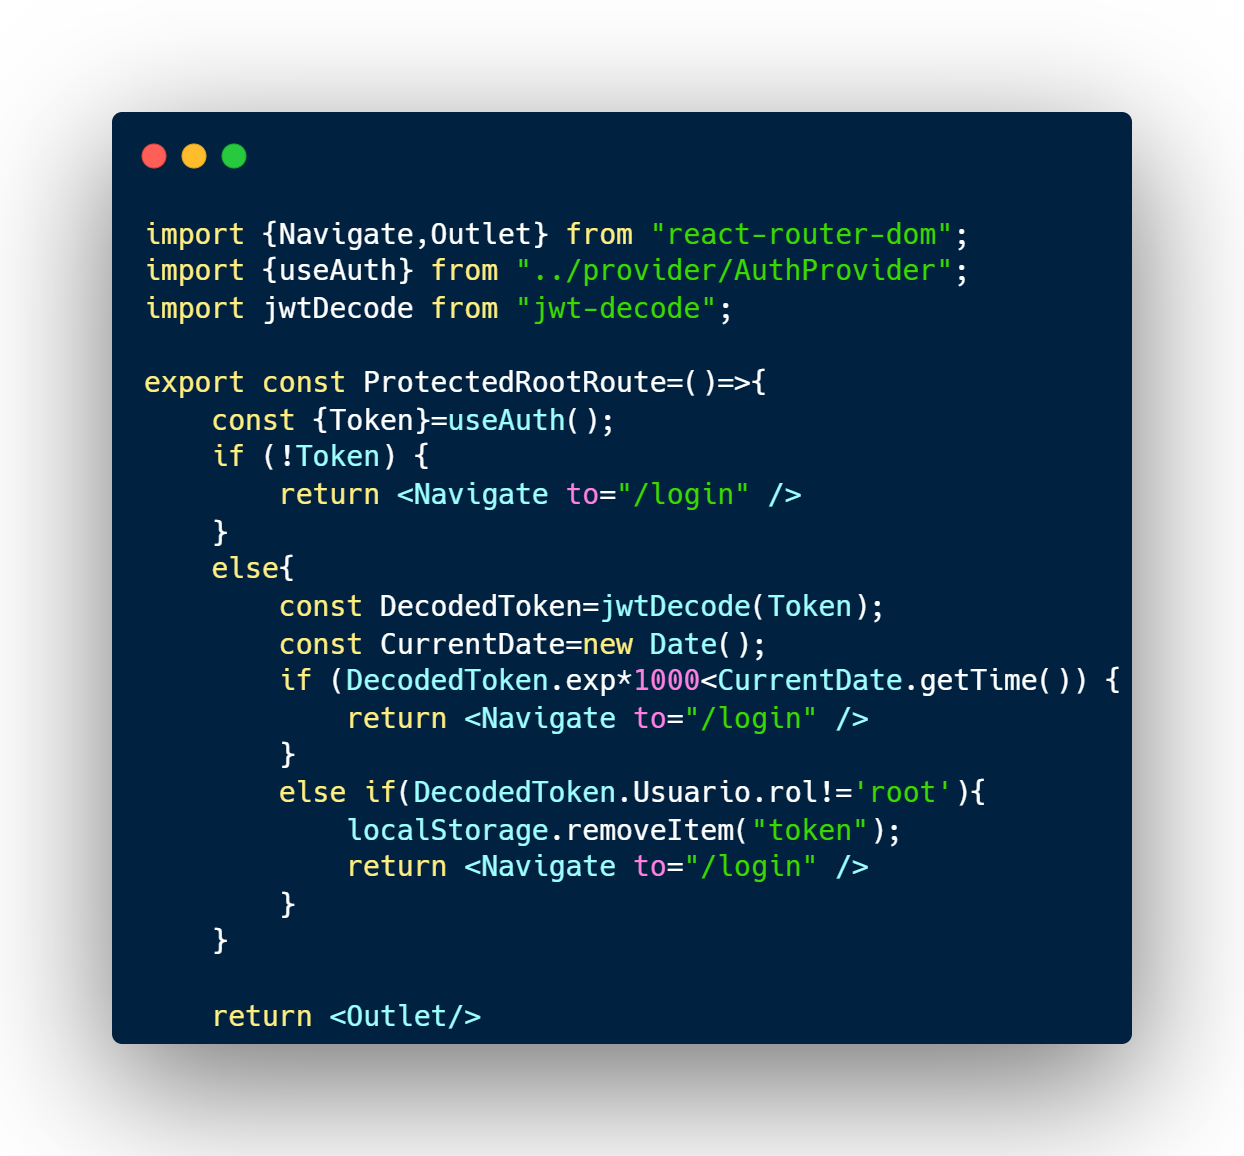 import {Navigate,Outlet} from "react-router-dom";
import {useAuth} from "../provider/AuthProvider";
import jwtDecode from "jwt-decode";

export const ProtectedRootRoute=()=>{
    const {Token}=useAuth();
    if (!Token) {
        return <Navigate to="/login" />
    }
    else{
        const DecodedToken=jwtDecode(Token);
        const CurrentDate=new Date();
        if (DecodedToken.exp*1000<CurrentDate.getTime()) {
            return <Navigate to="/login" />
        }
        else if(DecodedToken.Usuario.rol!='root'){
            localStorage.removeItem("token");
            return <Navigate to="/login" />
        }
    }

    return <Outlet/>